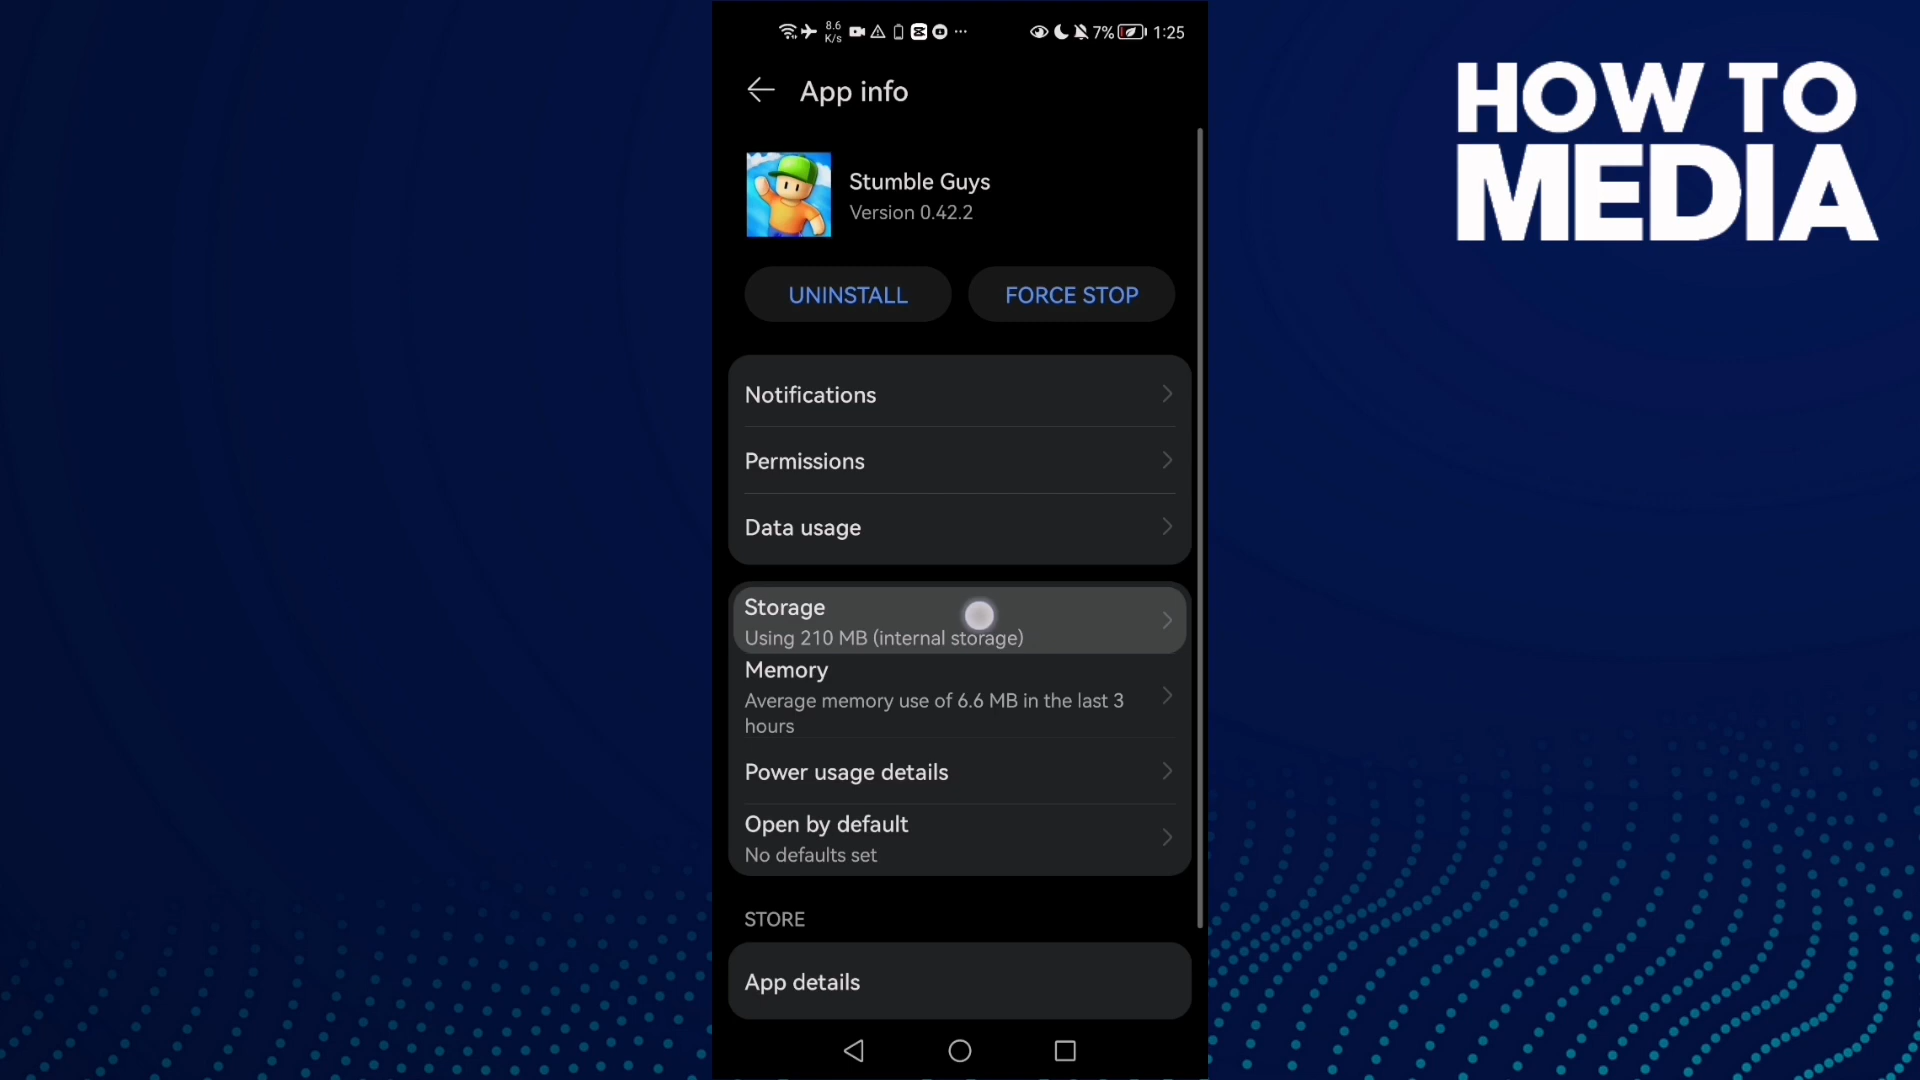 8.6
K/s
7%
1:25
App info
HOW TO
MEDIA
Stumble Guys
Version 0.42.2
UNINSTALL
FORCE STOP
Notifications
Permissions
Data usage
Storage
Using 210 MB (internal storage)
Memory
Average memory use of 6.6 MB in the last 3
hours
Power usage details
Open by default
No defaults set
STORE
App details